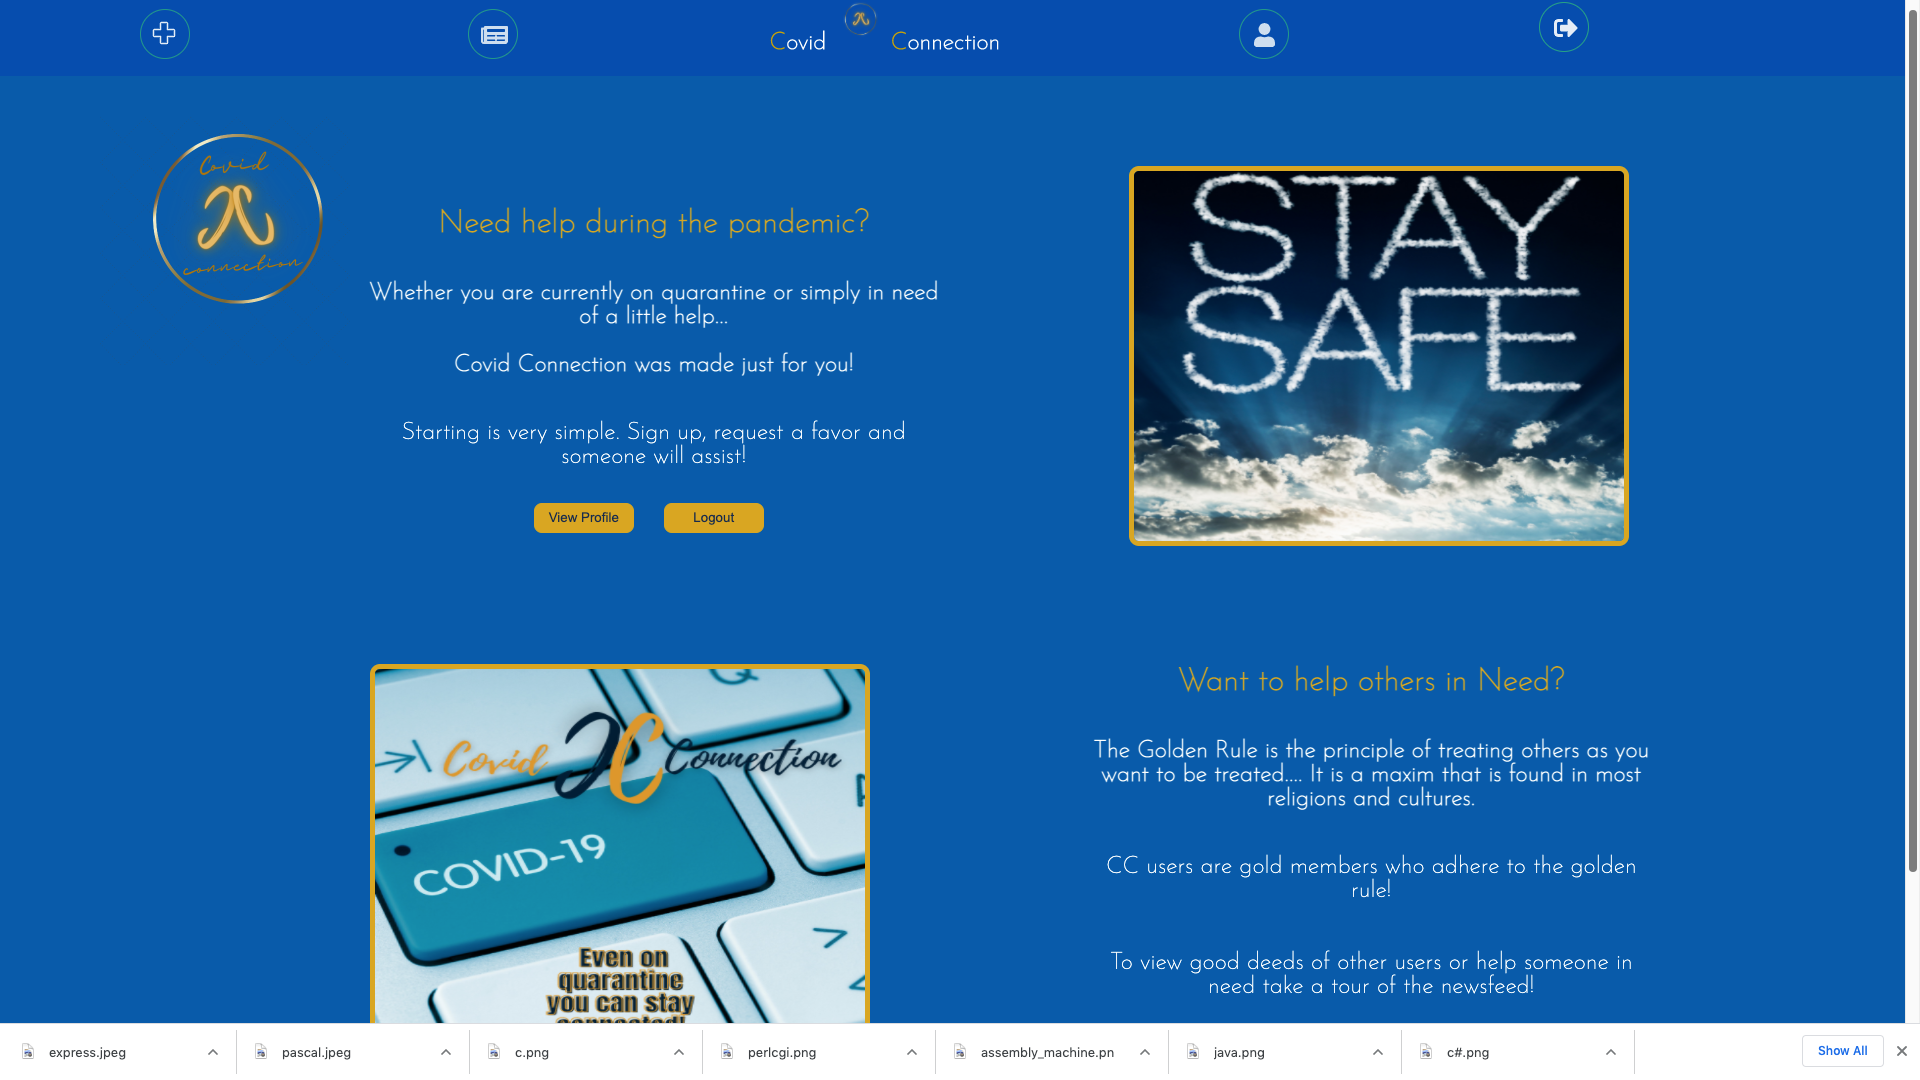 Covid
Connection
Covid
connection
Need help during the pandemic?
Whether you are currently on quarantine or simply in need
of a little help...
Covid Connection was made just for you!
Starting is very simple. Sign up, request a favor and
someone will assist!
View Profile
Logout
STAY
SAFE
Q
Covid
Connection
COVID-19
Even on
quarantine
you can stay
connected!
Want to help others in Need?
The Golden Rule is the principle of treating others as you
want to be treated.... It is a maxim that is found in most
religions and cultures.
CC users are gold members who adhere to the golden
rule!
To view good deeds of other users or help someone in
need take a tour of the newsfeed!
express.jpeg
pascal.jpeg
c.png
perlcgi.png
assembly_machine.pn
java.png
c#.png
Show All